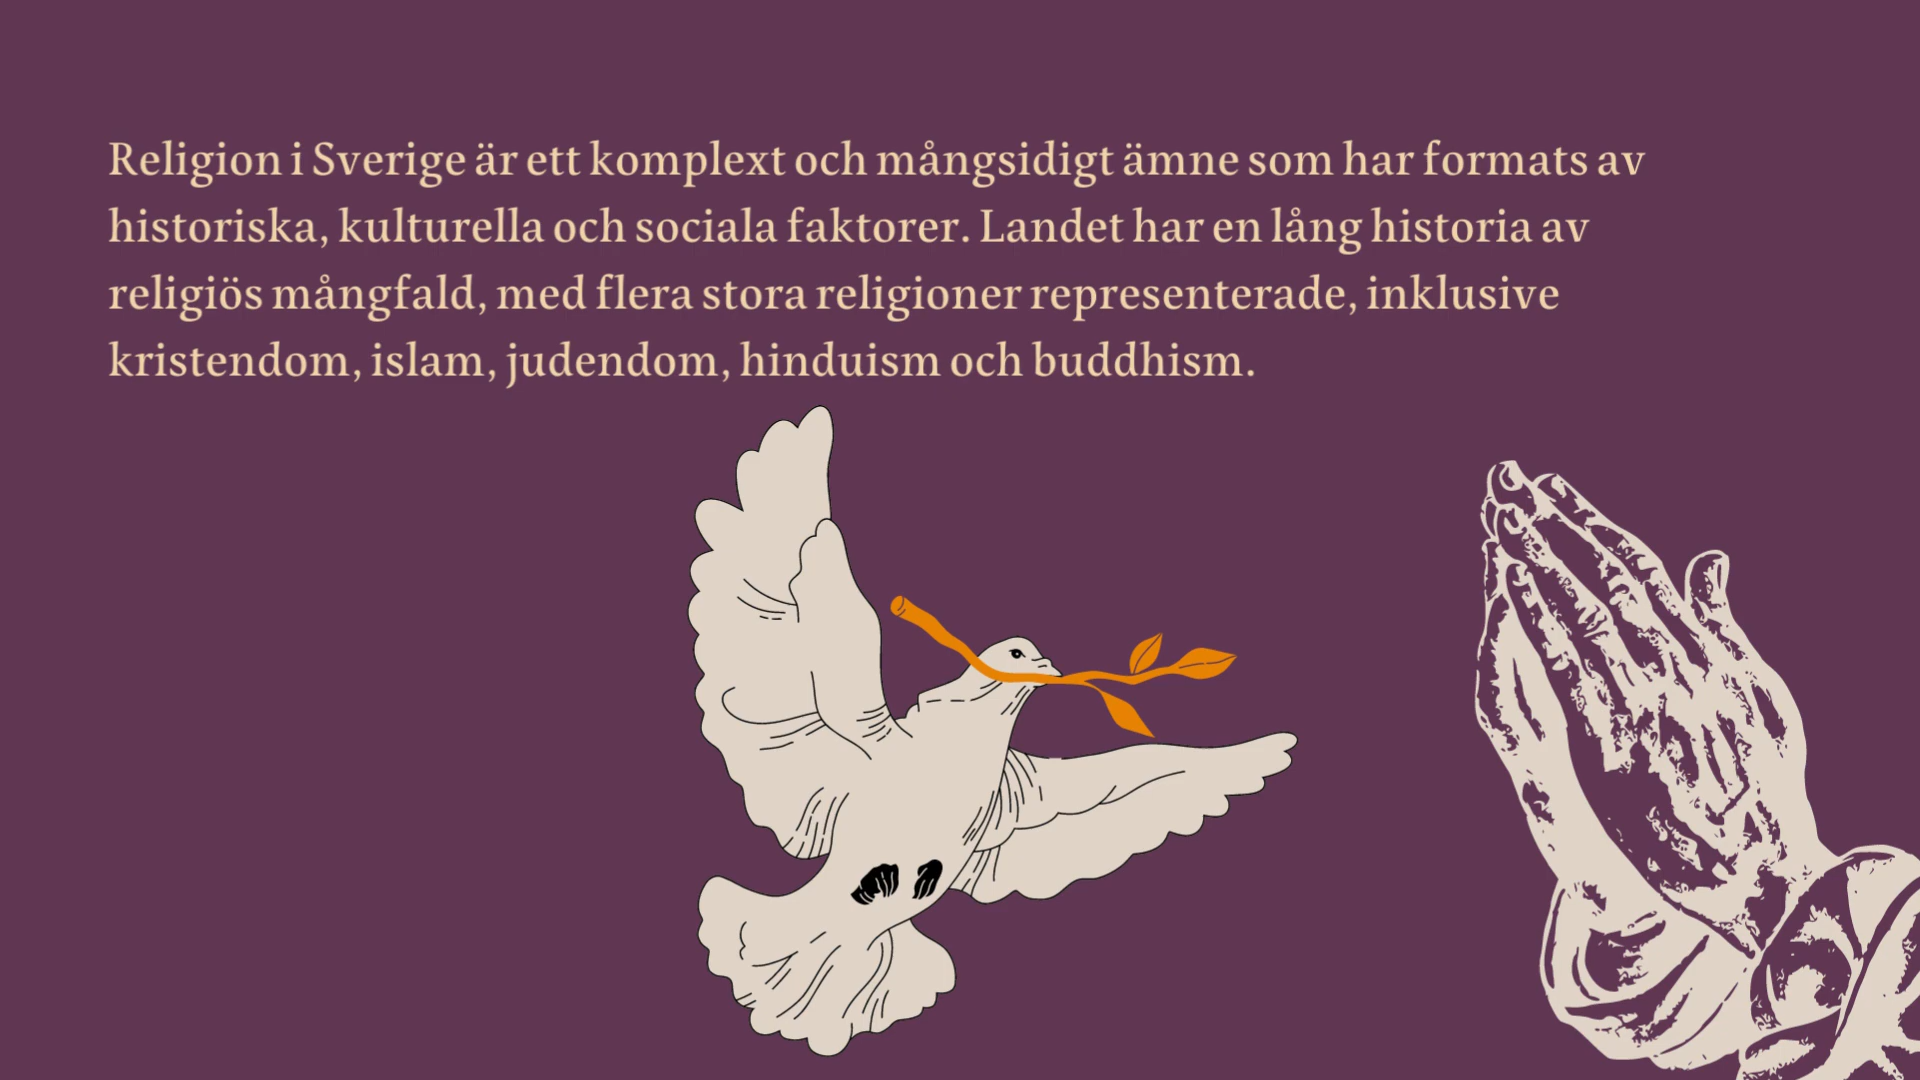 Religion i Sverige är ett komplext och mångsidigt ämne som har formats av
historiska, kulturella och sociala faktorer. Landet har en lång historia av
religiös mångfald, med flera stora religioner representerade, inklusive
kristendom, islam, judendom, hinduism och buddhism.